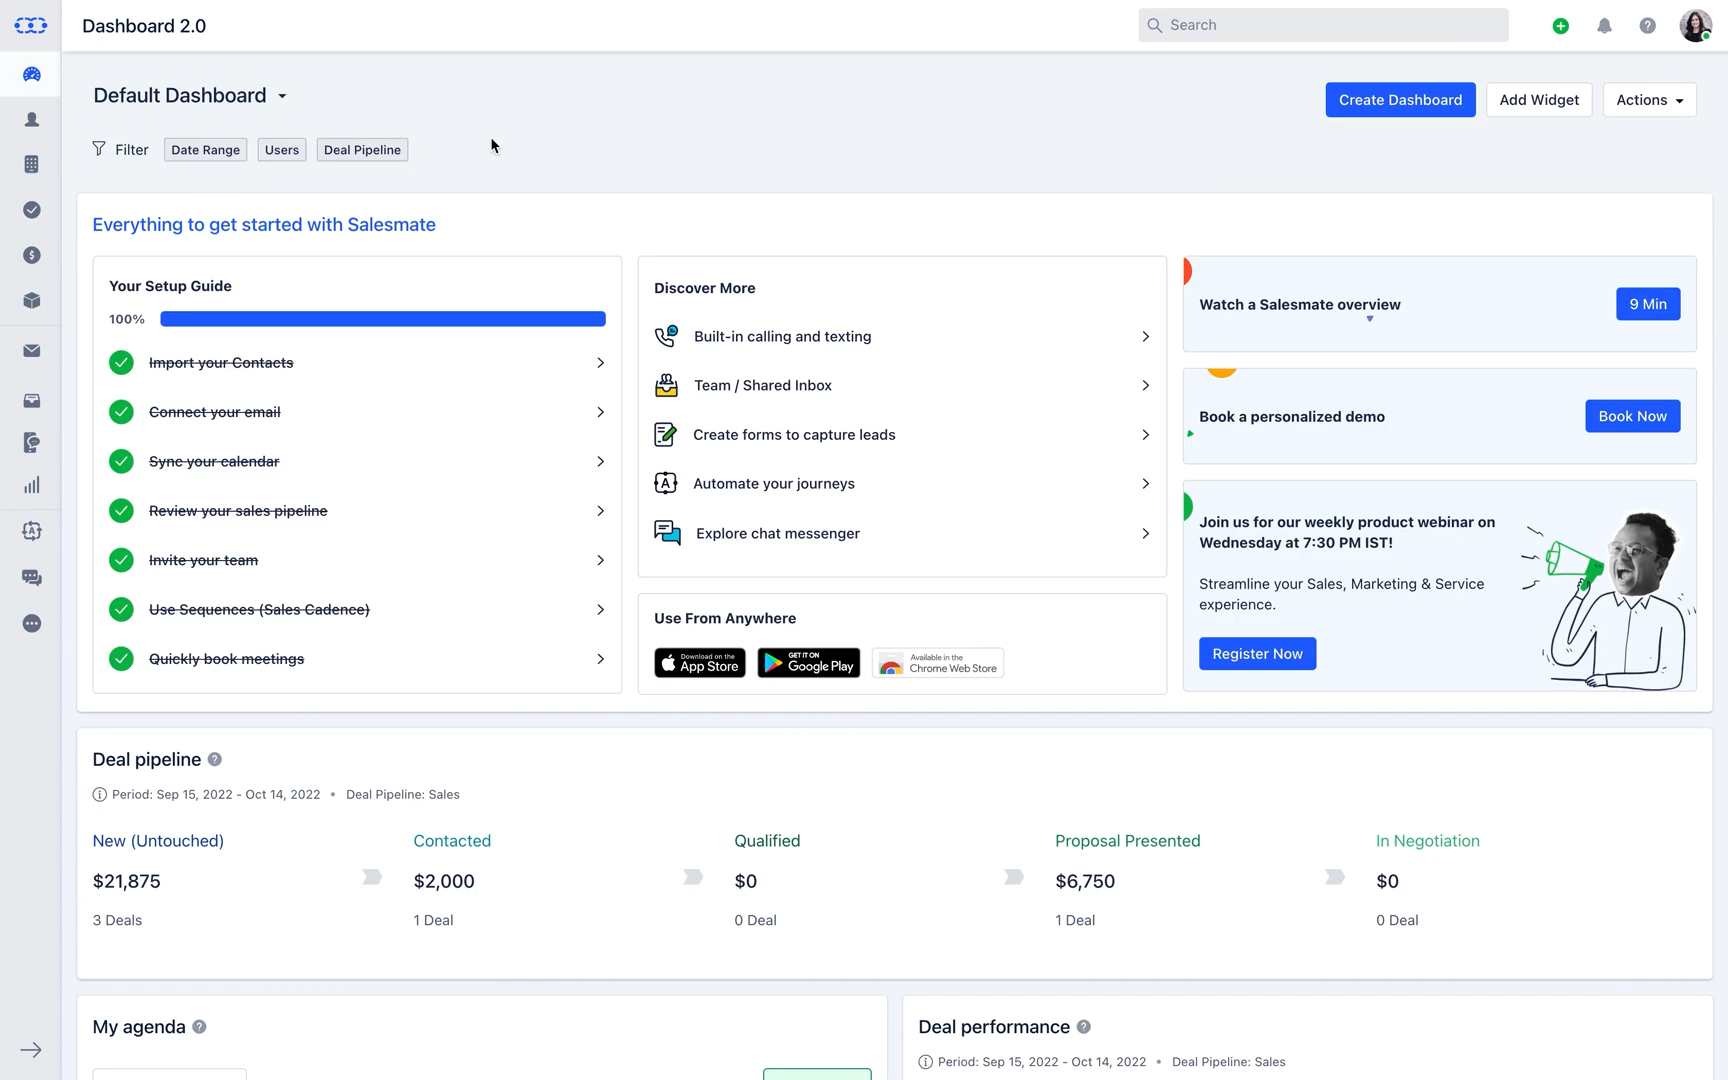 Dashboard 2.0
Search
Default Dashboard
Create Dashboard
Add Widget
Actions
Filter
Date Range
Users
Deal Pipeline
Everything to get started with Salesmate
Your Setup Guide
100%
Import your Contacts
Connect your email
Sync your calendar
Review your sales pipeline
Invite your team
Use Sequences (Sales Cadence)
Quickly book meetings
Discover More
Built-in calling and texting
Team / Shared Inbox
Create forms to capture leads
Automate your journeys
Explore chat messenger
Use From Anywhere
Download on the
App Store
GET IT ON
Google Play
Available in the
Chrome Web Store
Watch a Salesmate overview
9 Min
Book a personalized demo
Book Now
Join us for our weekly product webinar on
Wednesday at 7:30 PM IST!
Streamline your Sales, Marketing & Service
experience.
Register Now
Deal pipeline
Period: Sep 15, 2022 - Oct 14, 2022 • Deal Pipeline: Sales
New (Untouched)
$21,875
3 Deals
Contacted
$2,000
1 Deal
Qualified
$0
0 Deal
Proposal Presented
$6,750
1 Deal
In Negotiation
$0
0 Deal
My agenda
Deal performance
Period: Sep 15, 2022 - Oct 14, 2022 • Deal Pipeline: Sales